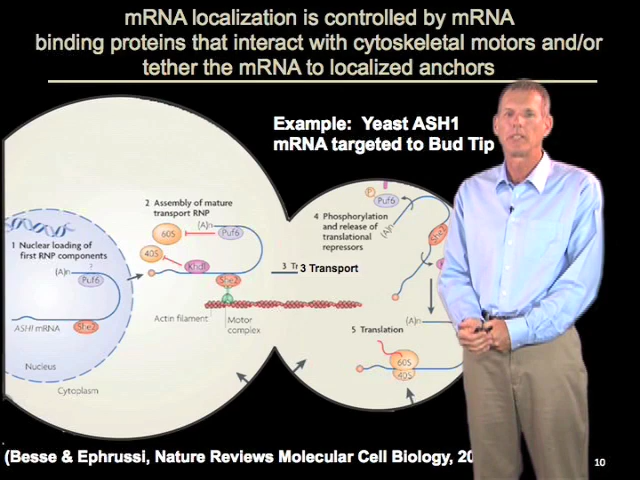 mRNA localization is controlled by mRNA
binding proteins that interact with cytoskeletal motors and/or
tether the mRNA to localized anchors
Example: Yeast ASH1
mRNA targeted to Bud Tip
1 Nuclear loading of
first RNP components
?
(A)n
Puf6
ASH1 mRNA
She2
Nucleus
Cytoplasm
2 Assembly of mature
transport RNP
(A)n
60S
Puf6
40S
Khd1
She2
Actin filament
Motor
complex
3 Tr
3 Transport
P
Puf6
4 Phosphorylation
and release of
translational
repressors
(A)n
She2
(A)n
5 Translation
60S
40S
(Besse & Ephrussi, Nature Reviews Molecular Cell Biology, 20
10